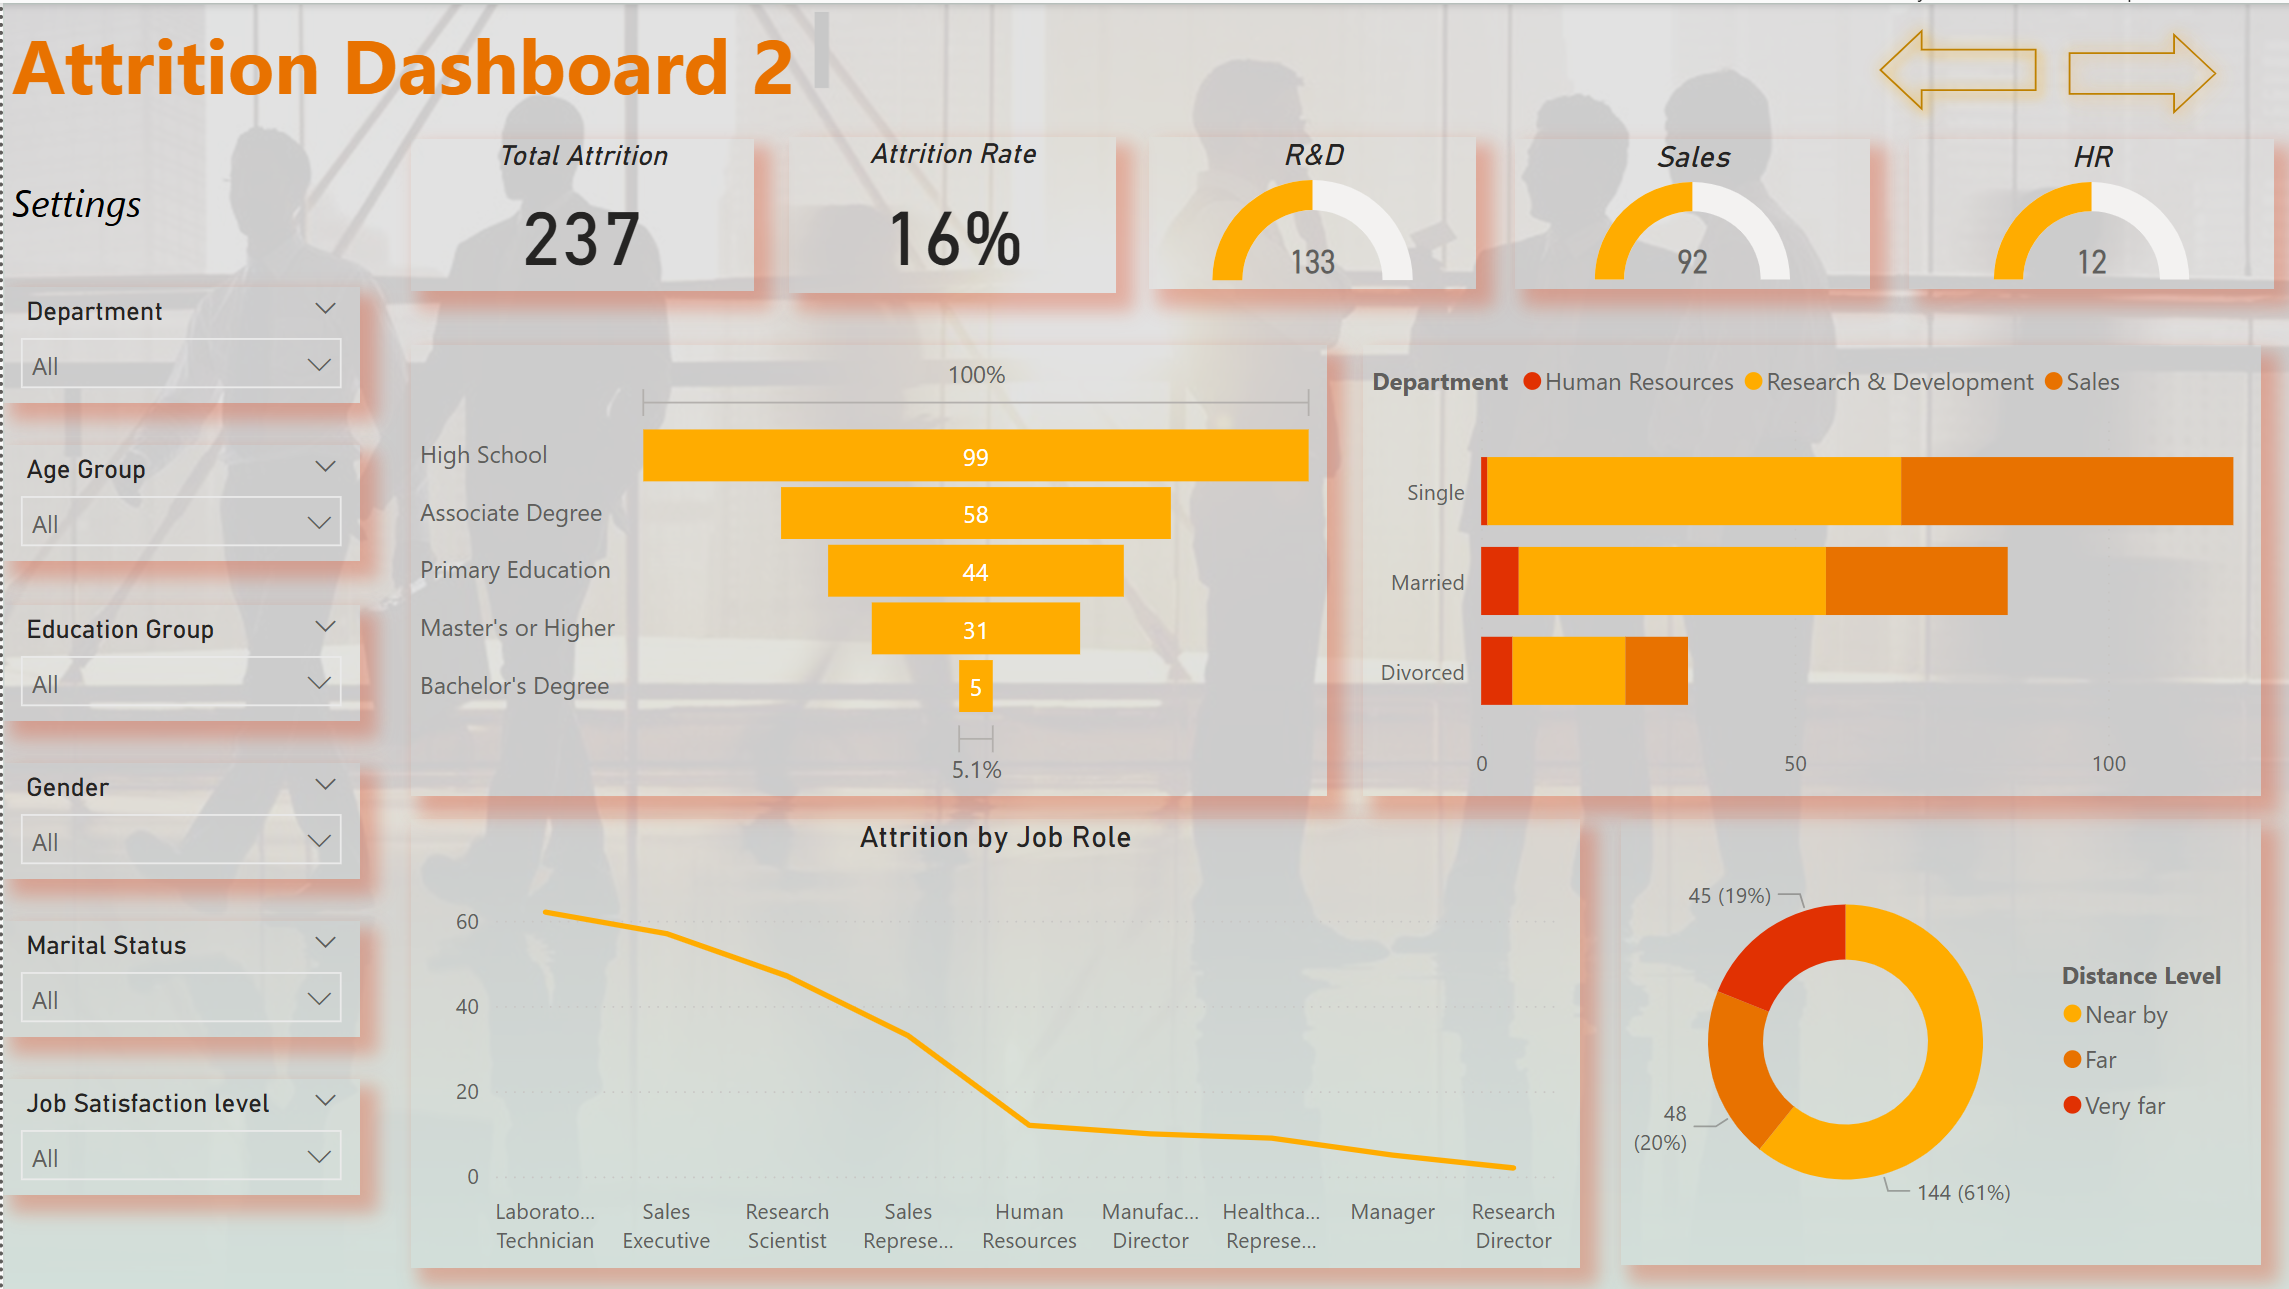 Attrition Dashboard 2
Settings
Total Attrition
237
Attrition Rate
16%
R&D
133
Sales
92
HR
12
Department
All
Age Group
All
Education Group
All
Gender
All
Marital Status
All
Job Satisfaction level
All
100%
High School 99
Associate Degree 58
Primary Education 44
Master's or Higher 31
Bachelor's Degree 5
5.1%
Department Human Resources Research & Development Sales
Single
Married
Divorced
0 50 100
Attrition by Job Role
60
40
20
0
Laborato... Sales Research Sales Human Manufac... Healthca... Manager Research
Technician Executive Scientist Represe... Resources Director Represe... Director
45 (19%)
48
(20%)
144 (61%)
Distance Level
Near by
Far
Very far